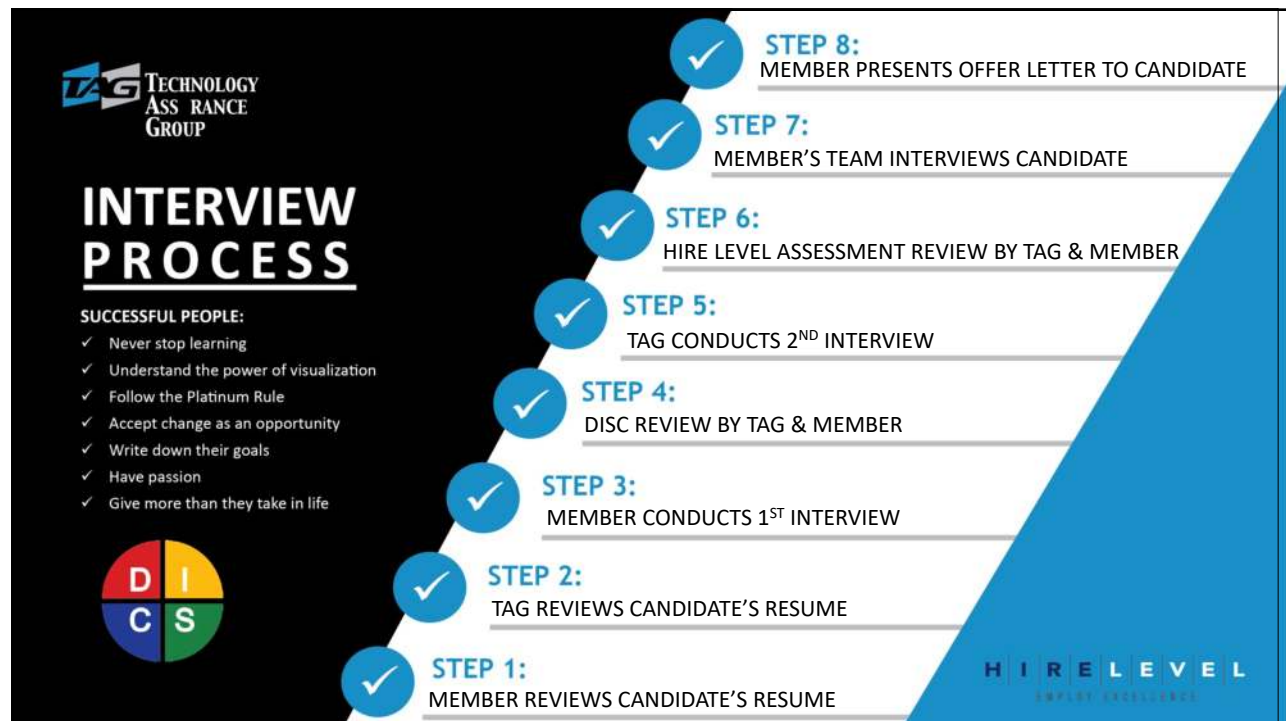 TAG TECHNOLOGY
ASS RANCE
GROUP
INTERVIEW
PROCESS
SUCCESSFUL PEOPLE:
✓ Never stop learning
✓ Understand the power of visualization
✓ Follow the Platinum Rule
✓ Accept change as an opportunity
✓ Write down their goals
✓ Have passion
✓ Give more than they take in life
D I
C S
STEP 8:
MEMBER PRESENTS OFFER LETTER TO CANDIDATE
STEP 7:
MEMBER’S TEAM INTERVIEWS CANDIDATE
STEP 6:
HIRE LEVEL ASSESSMENT REVIEW BY TAG & MEMBER
STEP 5:
TAG CONDUCTS 2ND INTERVIEW
STEP 4:
DISC REVIEW BY TAG & MEMBER
STEP 3:
MEMBER CONDUCTS 1ST INTERVIEW
STEP 2:
TAG REVIEWS CANDIDATE’S RESUME
STEP 1:
MEMBER REVIEWS CANDIDATE’S RESUME
H|I|R|E|L|E|V|E|L
EMPLOY EXCELLENCE